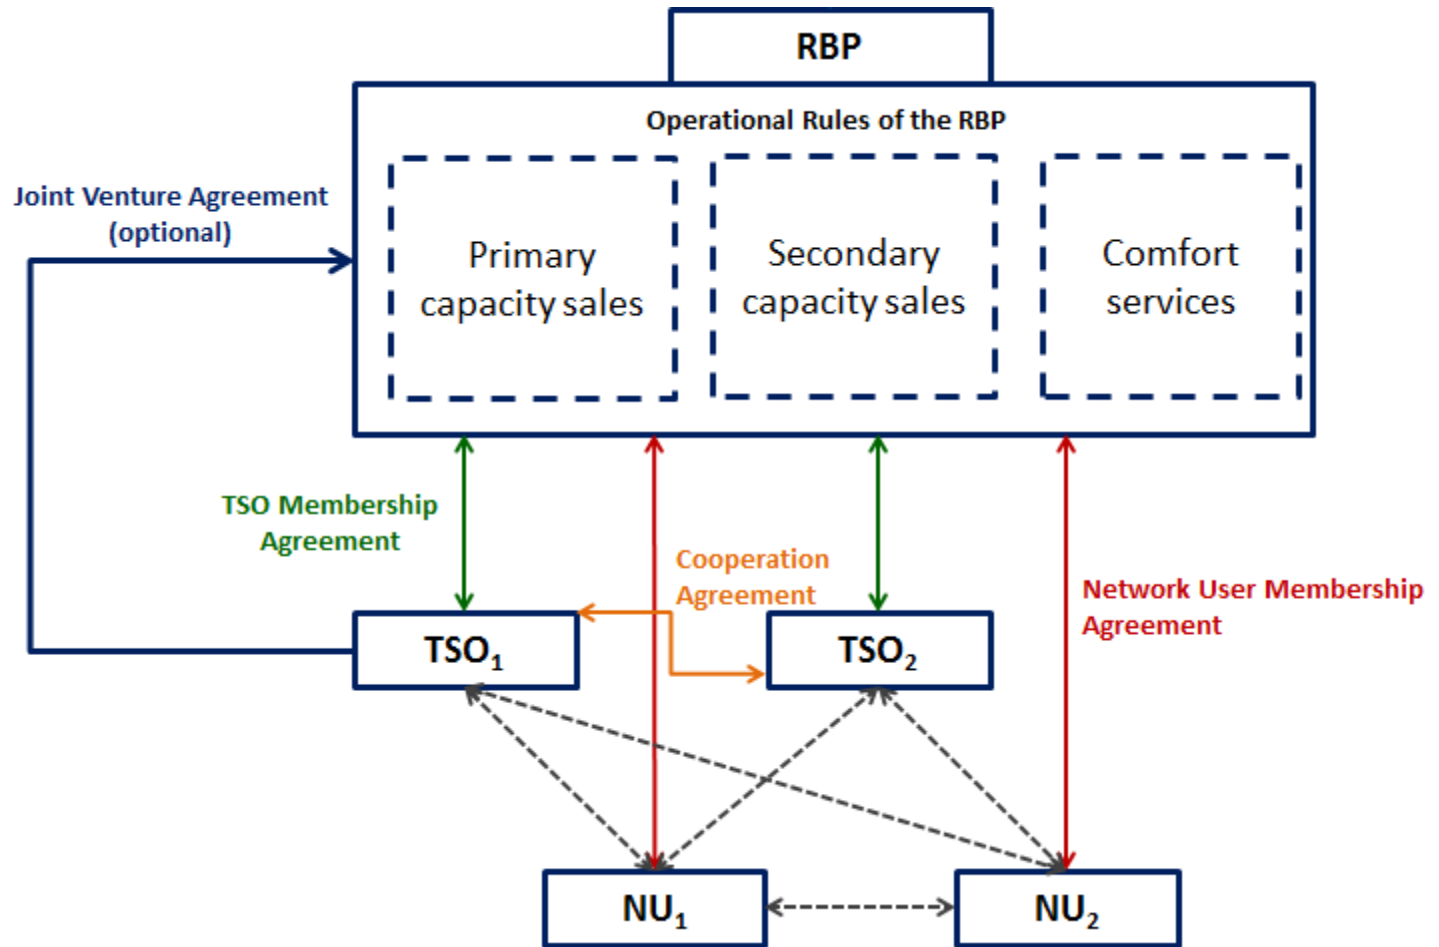 RBP
Operational Rules of the RBP
Joint Venture Agreement
(optional)
Primary
capacity sales
Secondary
capacity sales
Comfort
services
TSO Membership
Agreement
Cooperation
Agreement
Network User Membership
Agreement
TSO₁
TSO₂
NU₁
NU₂